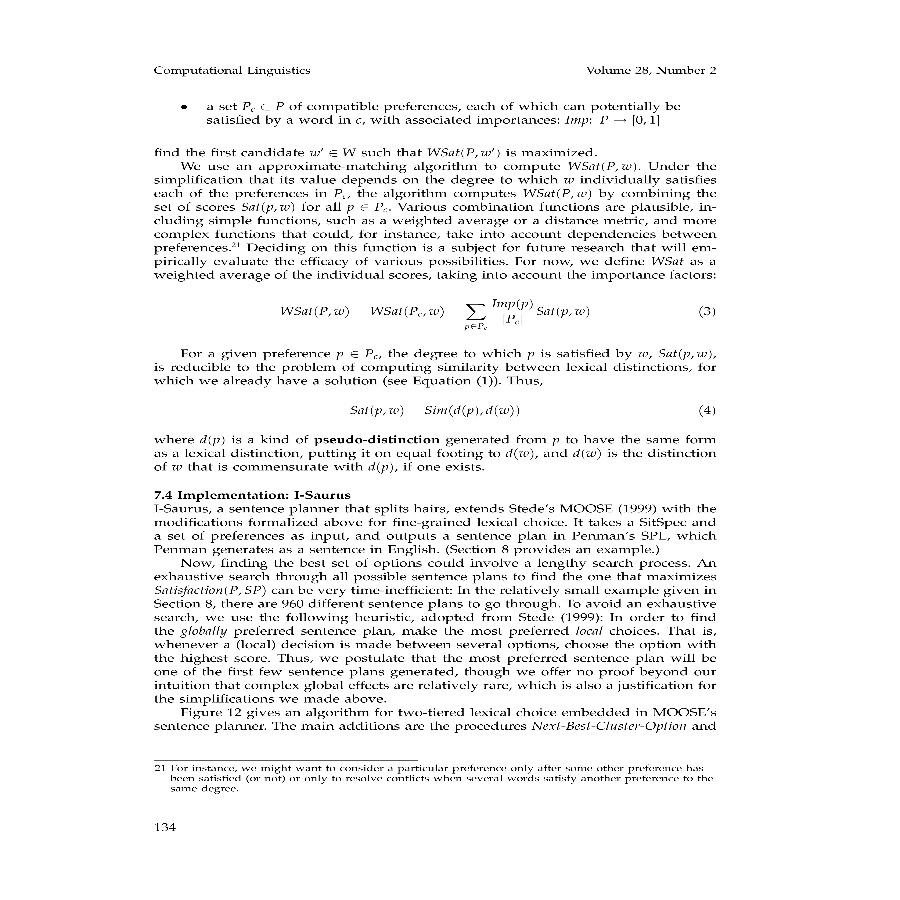 Computational Linguistics Volume 28, Number 2
• a set Pc ⊂ P of compatible preferences, each of which can potentially be
satisfied by a word in c, with associated importances: Imp: P → [0, 1]
find the first candidate w′ ∈ W such that WSat(P, w′) is maximized.
We use an approximate-matching algorithm to compute WSat(P, w). Under the
simplification that its value depends on the degree to which w individually satisfies
each of the preferences in Pc, the algorithm computes WSat(P, w) by combining the
set of scores Sat(p, w) for all p ∈ Pc. Various combination functions are plausible, in-
cluding simple functions, such as a weighted average or a distance metric, and more
complex functions that could, for instance, take into account dependencies between
preferences.21 Deciding on this function is a subject for future research that will em-
pirically evaluate the efficacy of various possibilities. For now, we define WSat as a
weighted average of the individual scores, taking into account the importance factors:
WSat(P, w) WSat(Pc, w) ∑p∈Pc Imp(p)/|Pc| Sat(p, w) (3)
For a given preference p ∈ Pc, the degree to which p is satisfied by w, Sat(p, w),
is reducible to the problem of computing similarity between lexical distinctions, for
which we already have a solution (see Equation (1)). Thus,
Sat(p, w) Sim(d(p), d(w)) (4)
where d(p) is a kind of pseudo-distinction generated from p to have the same form
as a lexical distinction, putting it on equal footing to d(w), and d(w) is the distinction
of w that is commensurate with d(p), if one exists.
7.4 Implementation: I-Saurus
I-Saurus, a sentence planner that splits hairs, extends Stede's MOOSE (1999) with the
modifications formalized above for fine-grained lexical choice. It takes a SitSpec and
a set of preferences as input, and outputs a sentence plan in Penman's SPL, which
Penman generates as a sentence in English. (Section 8 provides an example.)
Now, finding the best set of options could involve a lengthy search process. An
exhaustive search through all possible sentence plans to find the one that maximizes
Satisfaction(P, SP) can be very time-inefficient: In the relatively small example given in
Section 8, there are 960 different sentence plans to go through. To avoid an exhaustive
search, we use the following heuristic, adopted from Stede (1999): In order to find
the globally preferred sentence plan, make the most preferred local choices. That is,
whenever a (local) decision is made between several options, choose the option with
the highest score. Thus, we postulate that the most preferred sentence plan will be
one of the first few sentence plans generated, though we offer no proof beyond our
intuition that complex global effects are relatively rare, which is also a justification for
the simplifications we made above.
Figure 12 gives an algorithm for two-tiered lexical choice embedded in MOOSE's
sentence planner. The main additions are the procedures Next-Best-Cluster-Option and
21 For instance, we might want to consider a particular preference only after some other preference has
been satisfied (or not) or only to resolve conflicts when several words satisfy another preference to the
same degree.
134